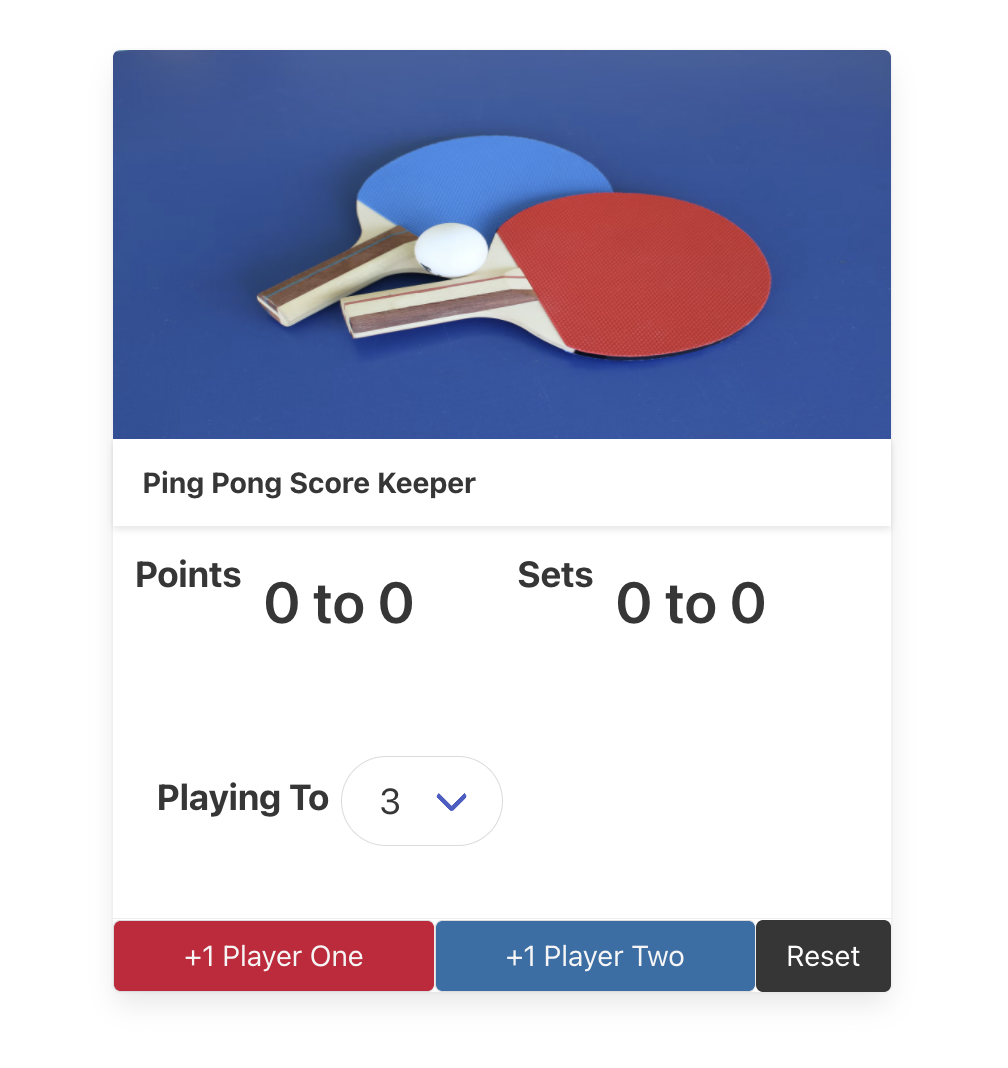 Ping Pong Score Keeper
Points 0 to 0 Sets 0 to 0
Playing To 3
+1 Player One +1 Player Two Reset